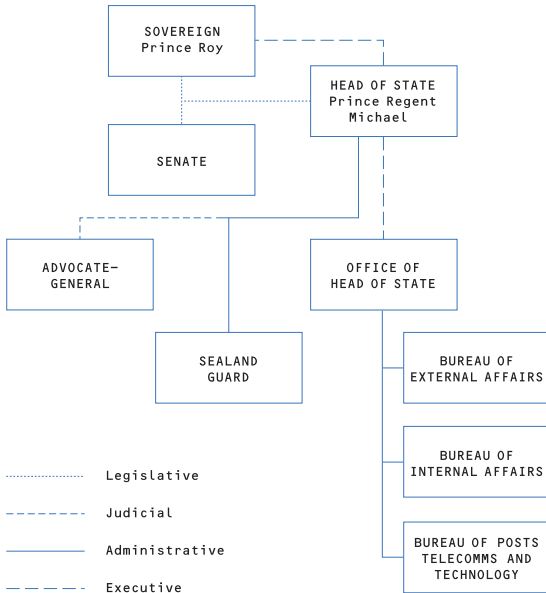 SOVEREIGN
Prince Roy
HEAD OF STATE
Prince Regent
Michael
SENATE
ADVOCATE-
GENERAL
OFFICE OF
HEAD OF STATE
SEALAND
GUARD
BUREAU OF
EXTERNAL AFFAIRS
BUREAU OF
INTERNAL AFFAIRS
BUREAU OF POSTS
TELECOMMS AND
TECHNOLOGY
Legislative
Judicial
Administrative
Executive